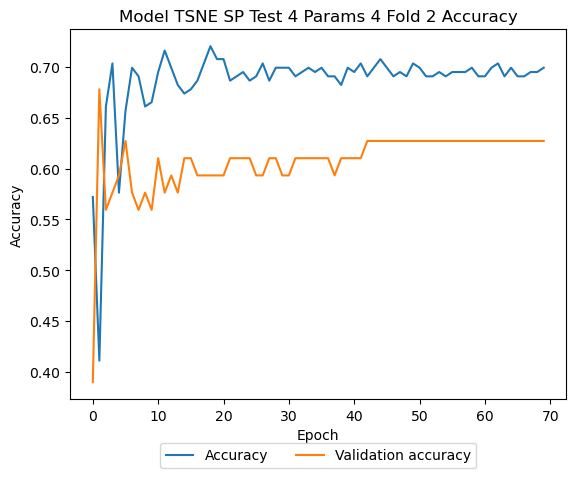 Model TSNE SP Test 4 Params 4 Fold 2 Accuracy
Accuracy
0.70
0.65
0.60
0.55
0.50
0.45
0.40
0 10 20 30 40 50 60 70
Epoch
Accuracy Validation accuracy